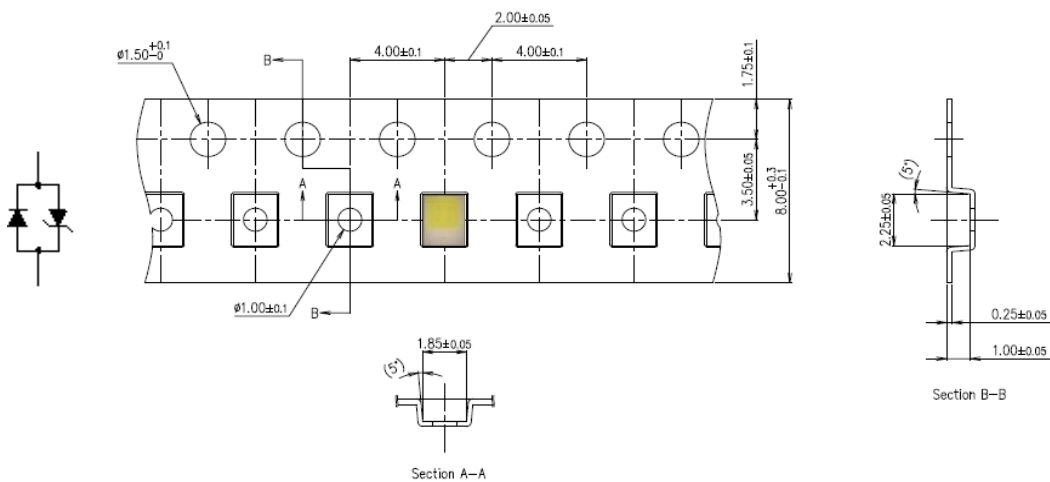 2.00±0.05
4.00±0.1
4.00±0.1
ø1.50 +0.1 -0
B
1.75±0.1
3.50±0.05
8.00 +0.3 -0.1
A
A
ø1.00±0.1
B
(5°)
2.25±0.05
0.25±0.05
1.00±0.05
Section B-B
1.85±0.05
(5°)
Section A-A